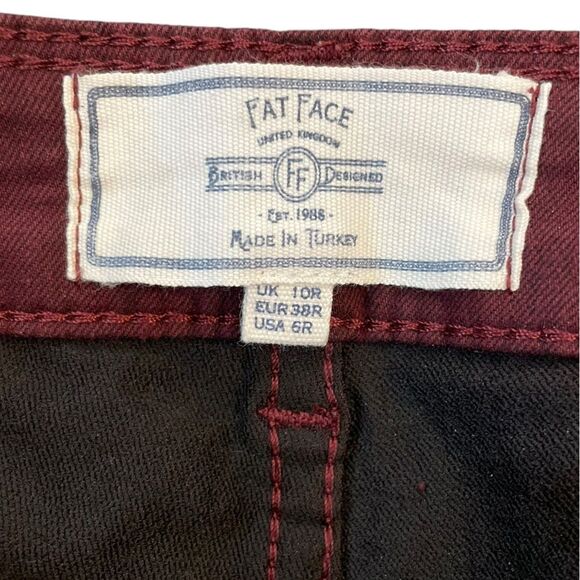 FAT FACE
UNITED KINGDOM
BRITISH FF DESIGNED
- EST. 1988 -
MADE IN TURKEY
UK 10R
EUR 38R
USA 6R